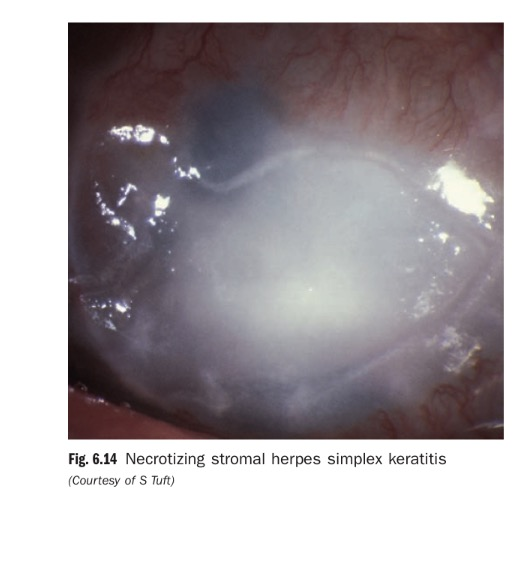 Fig. 6.14 Necrotizing stromal herpes simplex keratitis
(Courtesy of S Tuft)